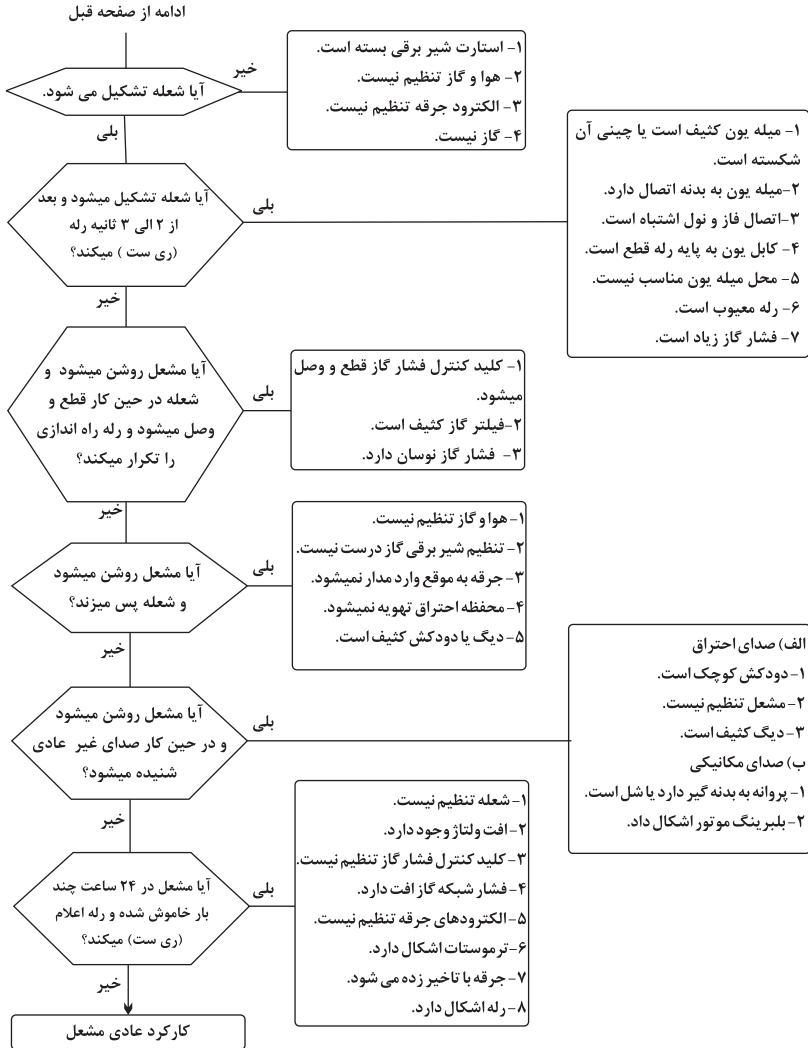 ادامه از صفحه قبل
آیا شعله تشکیل می شود.
خیر
۱- استارت شیر برقی بسته است.
۲- هوا و گاز تنظیم نیست.
۳- الکترود جرقه تنظیم نیست.
۴- گاز نیست.
بلی
آیا شعله تشکیل میشود و بعد
از ۲ الی ۳ ثانیه رله
(ری ست ) میکند؟
بلی
۱- میله یون کثیف است یا چینی آن
شکسته است.
۲-میله یون به بدنه اتصال دارد.
۳-اتصال فاز و نول اشتباه است.
۴- کابل یون به پایه رله قطع است.
۵- محل میله یون مناسب نیست.
۶- رله معیوب است.
۷- فشار گاز زیاد است.
خیر
آیا مشعل روشن میشود و
شعله در حین کار قطع و
وصل میشود و رله راه اندازی
را تکرار میکند؟
بلی
۱- کلید کنترل فشار گاز قطع و وصل
میشود.
۲-فیلتر گاز کثیف است.
۳- فشار گاز نوسان دارد.
خیر
آیا مشعل روشن میشود
و شعله پس میزند؟
بلی
۱- هوا و گاز تنظیم نیست.
۲- تنظیم شیر برقی گاز درست نیست.
۳- جرقه به موقع وارد مدار نمیشود.
۴- محفظه احتراق تهویه نمیشود.
۵- دیگ یا دودکش کثیف است.
خیر
آیا مشعل روشن میشود
و در حین کار صدای غیر عادی
شنیده میشود؟
بلی
الف) صدای احتراق
۱- دودکش کوچک است.
۲- مشعل تنظیم نیست.
۳- دیگ کثیف است.
ب) صدای مکانیکی
۱- پروانه به بدنه گیر دارد یا شل است.
۲- بلبرینگ موتور اشکال داد.
خیر
آیا مشعل در ۲۴ ساعت چند
بار خاموش شده و رله اعلام
(ری ست) میکند؟
بلی
۱- شعله تنظیم نیست.
۲- افت ولتاژ وجود دارد.
۳- کلید کنترل فشار گاز تنظیم نیست.
۴- فشار شبکه گاز افت دارد.
۵- الکترودهای جرقه تنظیم نیست.
۶-ترموستات اشکال دارد.
۷- جرقه با تاخیر زده می شود.
۸- رله اشکال دارد.
خیر
کارکرد عادی مشعل